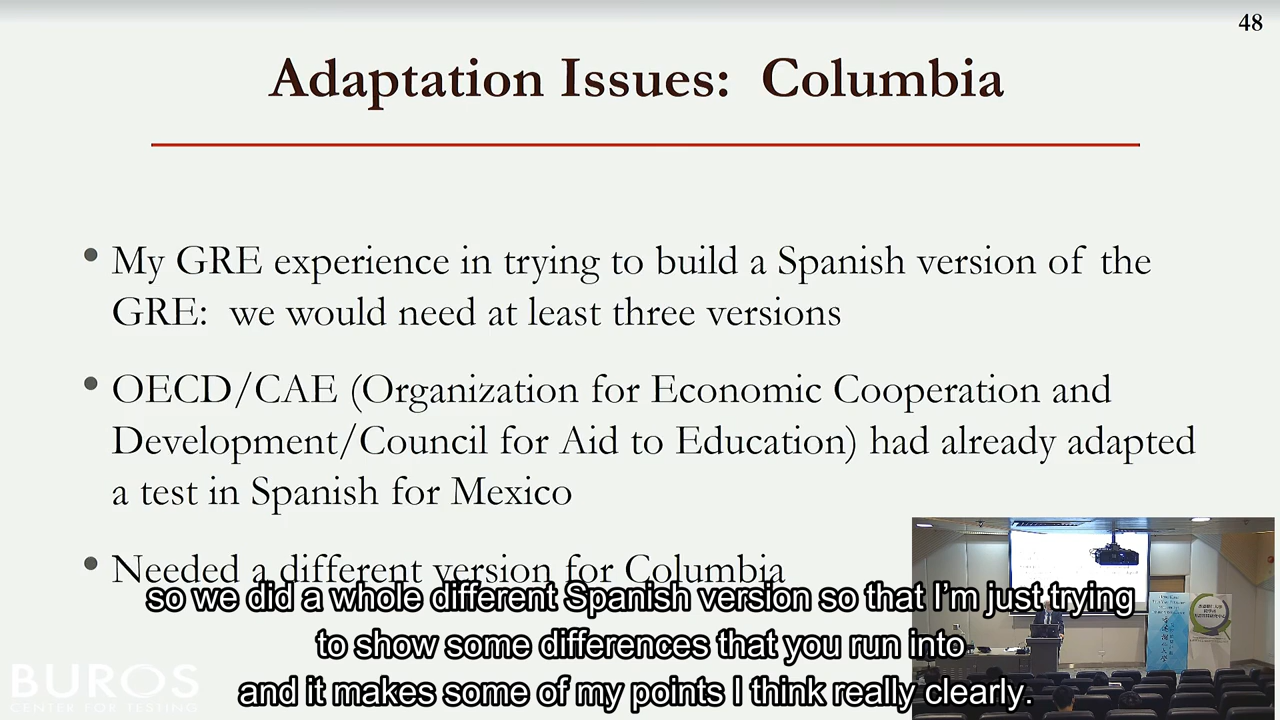 48
Adaptation Issues: Columbia
• My GRE experience in trying to build a Spanish version of the
GRE: we would need at least three versions
• OECD/CAE (Organization for Economic Cooperation and
Development/Council for Aid to Education) had already adapted
a test in Spanish for Mexico
• Needed a different version for Columbia
so we did a whole different Spanish version so that I'm just trying
to show some differences that you run into
and it makes some of my points I think really clearly.
BUROS
CENTER FOR TESTING